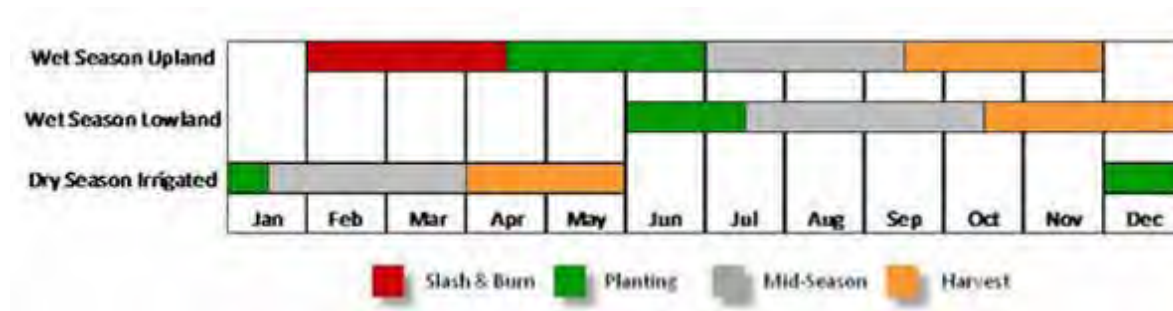 Wet Season Upland
Wet Season Lowland
Dry Season Irrigated
Jan Feb Mar Apr May Jun Jul Aug Sep Oct Nov Dec
Slash & Burn Planting Mid-Season Harvest